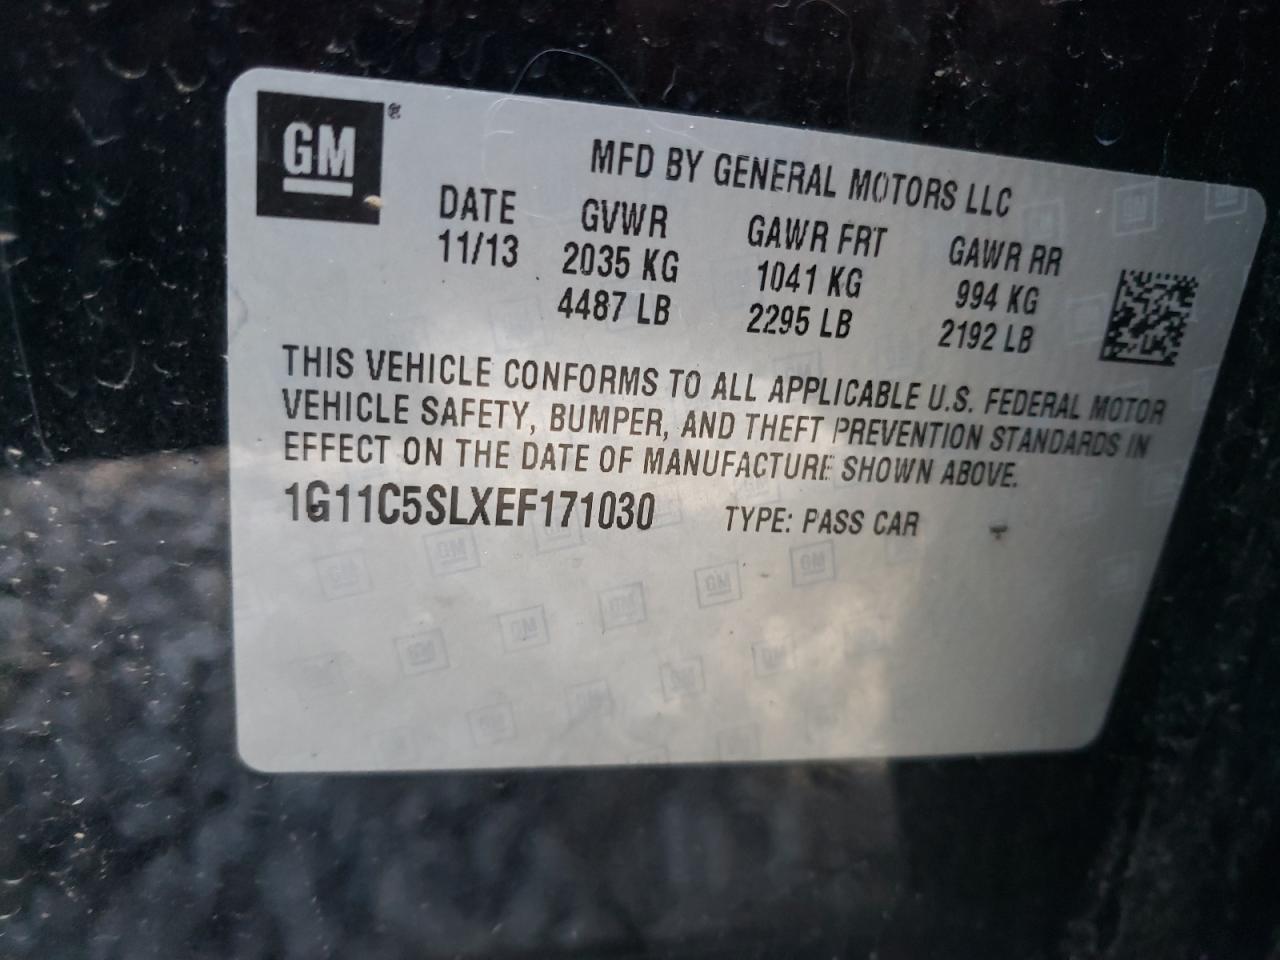 GM ®
MFD BY GENERAL MOTORS LLC
DATE GVWR GAWR FRT GAWR RR
11/13 2035 KG 1041 KG 994 KG
4487 LB 2295 LB 2192 LB
THIS VEHICLE CONFORMS TO ALL APPLICABLE U.S. FEDERAL MOTOR
VEHICLE SAFETY, BUMPER, AND THEFT PREVENTION STANDARDS IN
EFFECT ON THE DATE OF MANUFACTURE SHOWN ABOVE.
1G11C5SLXEF171030 TYPE: PASS CAR